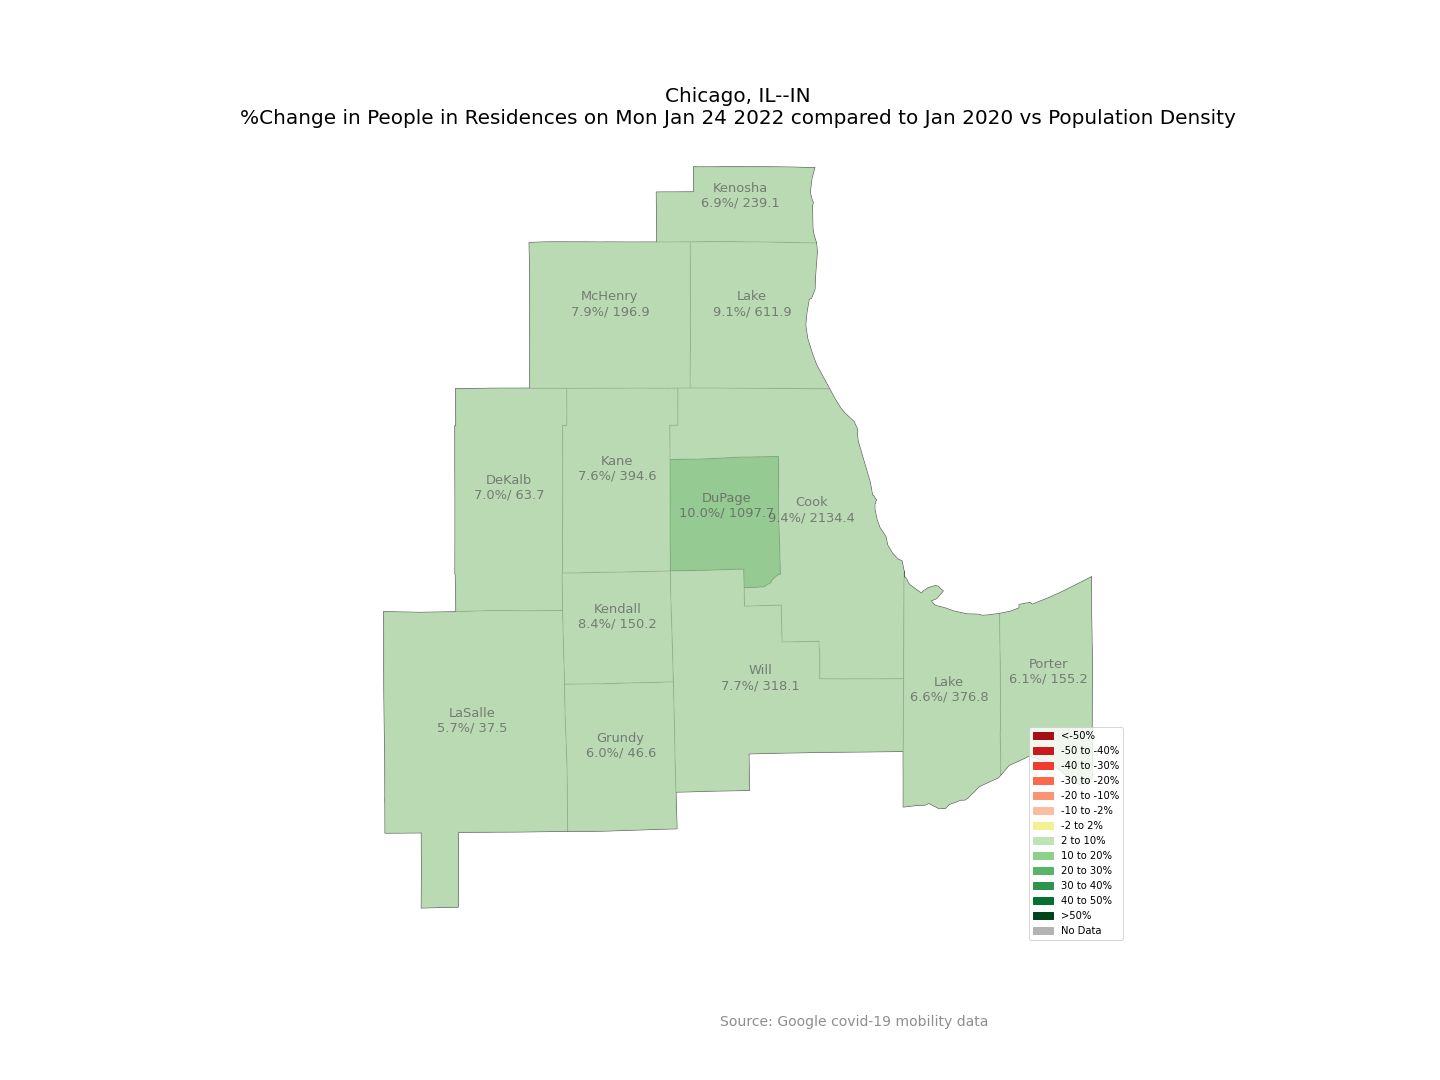 Chicago, IL--IN
%Change in People in Residences on Mon Jan 24 2022 compared to Jan 2020 vs Population Density
Kenosha
6.9%/ 239.1
McHenry
7.9%/ 196.9
Lake
9.1%/ 611.9
DeKalb
7.0%/ 63.7
Kane
7.6%/ 394.6
DuPage
10.0%/ 1097.7
Cook
9.4%/ 2134.4
Kendall
8.4%/ 150.2
Will
7.7%/ 318.1
Lake
6.6%/ 376.8
Porter
6.1%/ 155.2
LaSalle
5.7%/ 37.5
Grundy
6.0%/ 46.6
<-50%
-50 to -40%
-40 to -30%
-30 to -20%
-20 to -10%
-10 to -2%
-2 to 2%
2 to 10%
10 to 20%
20 to 30%
30 to 40%
40 to 50%
>50%
No Data
Source: Google covid-19 mobility data